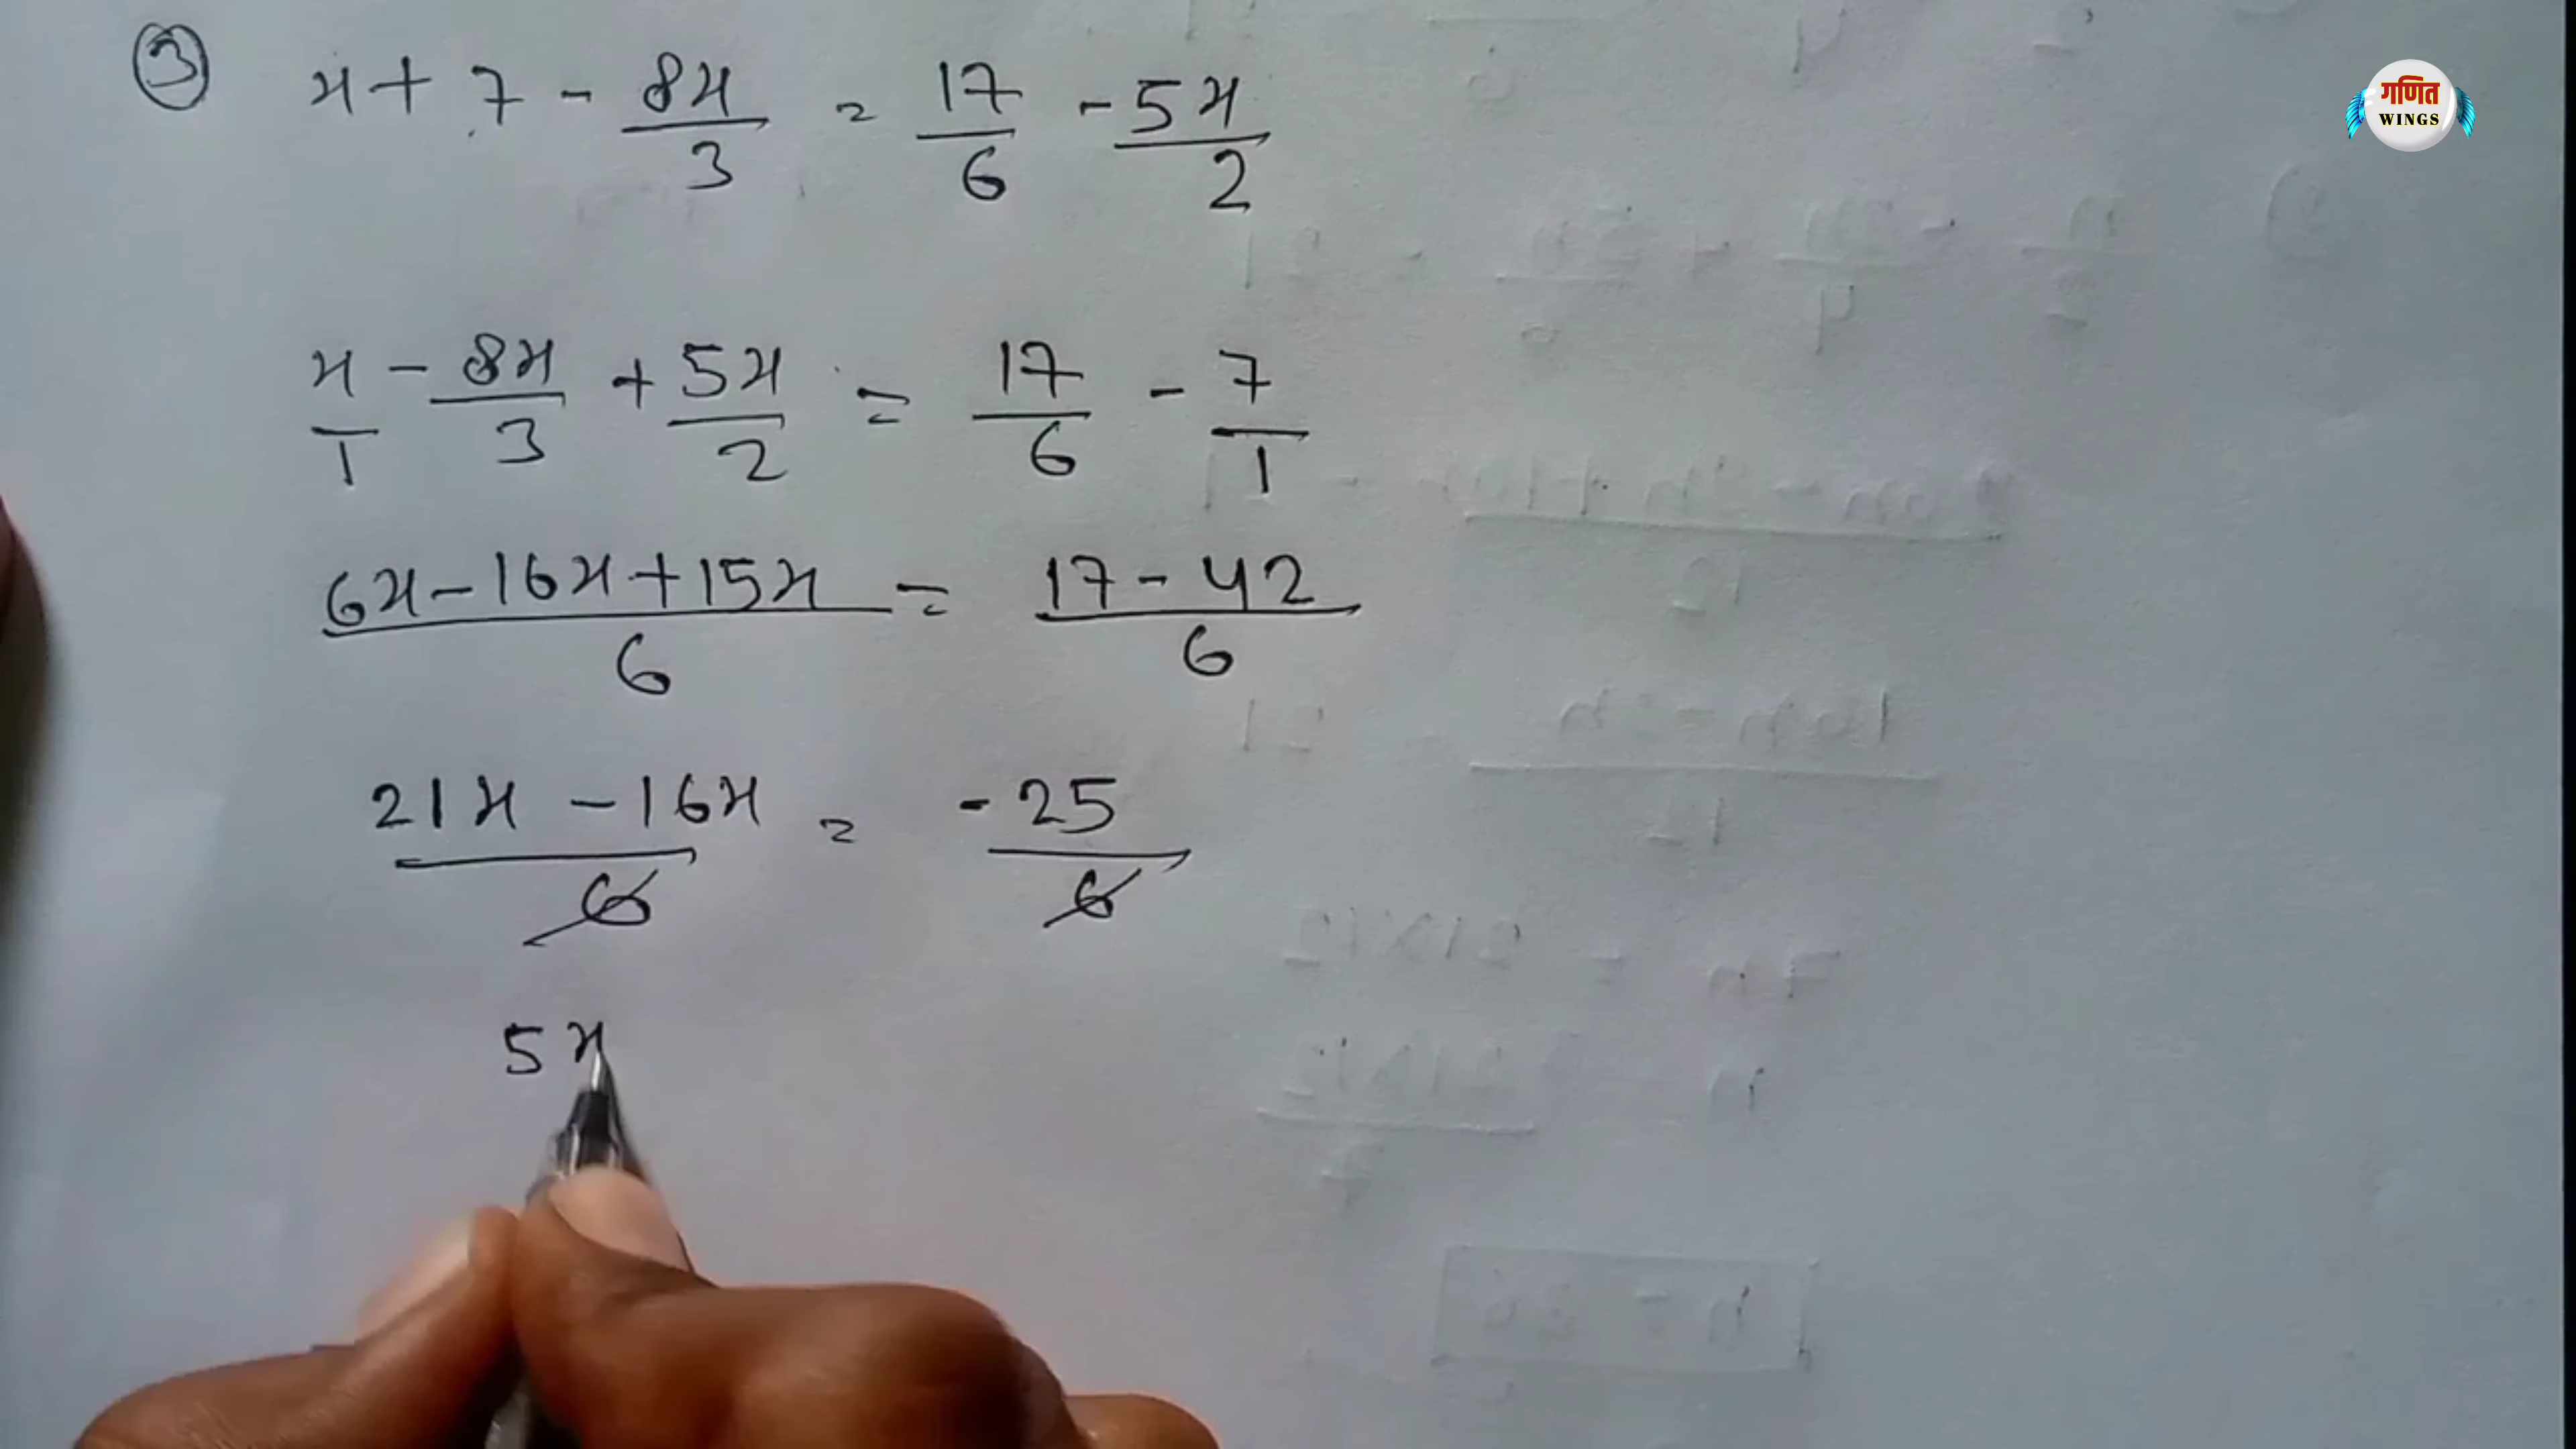 ③ x + 7 - 8x/3 = 17/6 - 5x/2
गणित
WINGS
x/1 - 8x/3 + 5x/2 = 17/6 - 7/1
6x - 16x + 15x/6 = 17 - 42/6
21x - 16x/6 = -25/6
5x